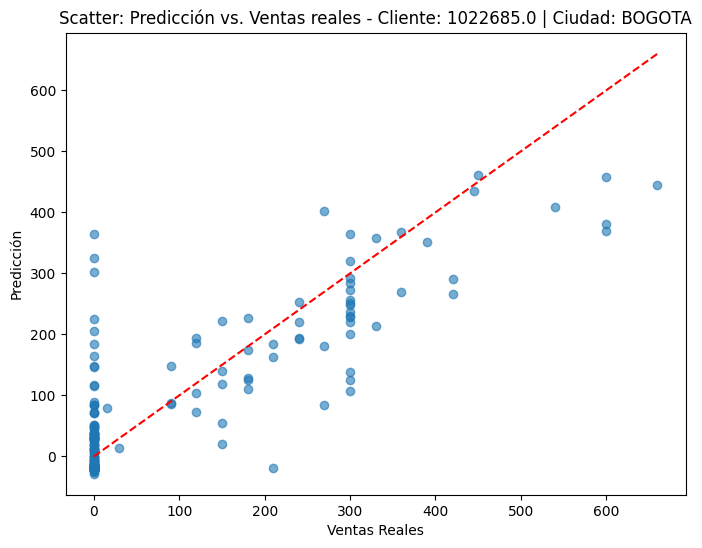 Scatter: Predicción vs. Ventas reales - Cliente: 1022685.0 | Ciudad: BOGOTA
Predicción
600
500
400
300
200
100
0
0 100 200 300 400 500 600
Ventas Reales